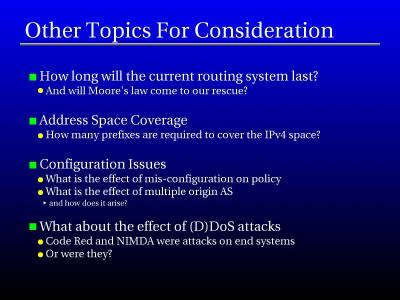 Other Topics For Consideration
How long will the current routing system last?
And will Moore's law come to our rescue?
Address Space Coverage
How many prefixes are required to cover the IPv4 space?
Configuration Issues
What is the effect of mis-configuration on policy
What is the effect of multiple origin AS
and how does it arise?
What about the effect of (D)DoS attacks
Code Red and NIMDA were attacks on end systems
Or were they?